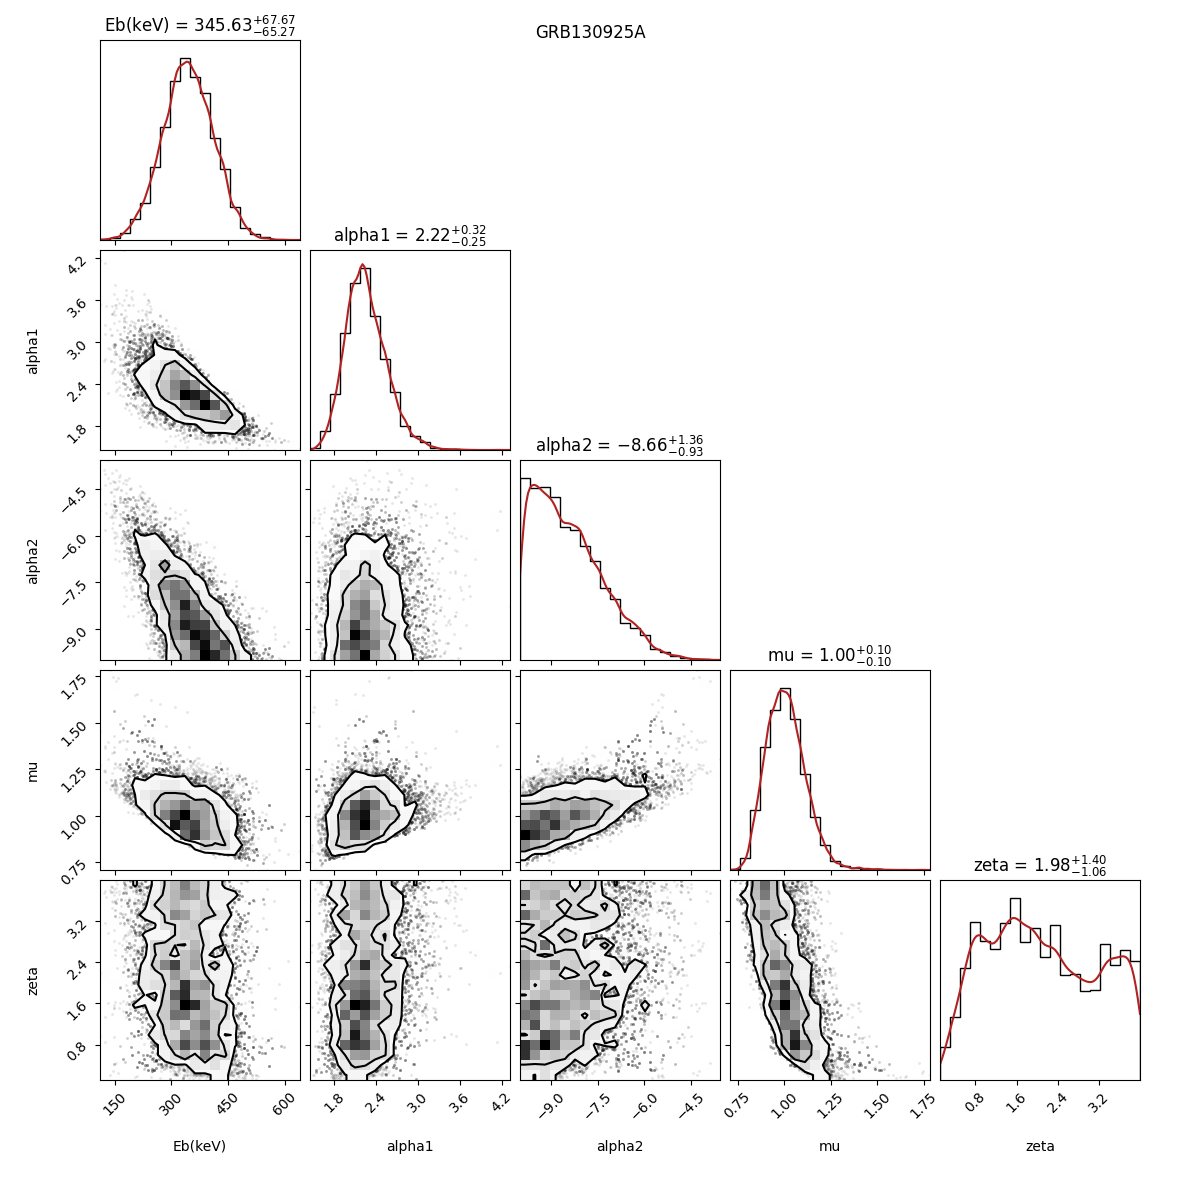 Eb(keV) = 345.63+67.67−65.27
GRB130925A
alpha1 = 2.22+0.32−0.25
4.2
3.6
3.0
2.4
1.8
alpha1
alpha2 = −8.66+1.36−0.93
−4.5
−6.0
−7.5
−9.0
alpha2
mu = 1.00+0.10−0.10
1.75
1.50
1.25
1.00
0.75
mu
zeta = 1.98+1.40−1.06
3.2
2.4
1.6
0.8
zeta
150 300 450 600 1.8 2.4 3.0 3.6 4.2 −9.0 −7.5 −6.0 −4.5 0.75 1.00 1.25 1.50 1.75 0.8 1.6 2.4 3.2
Eb(keV) alpha1 alpha2 mu zeta